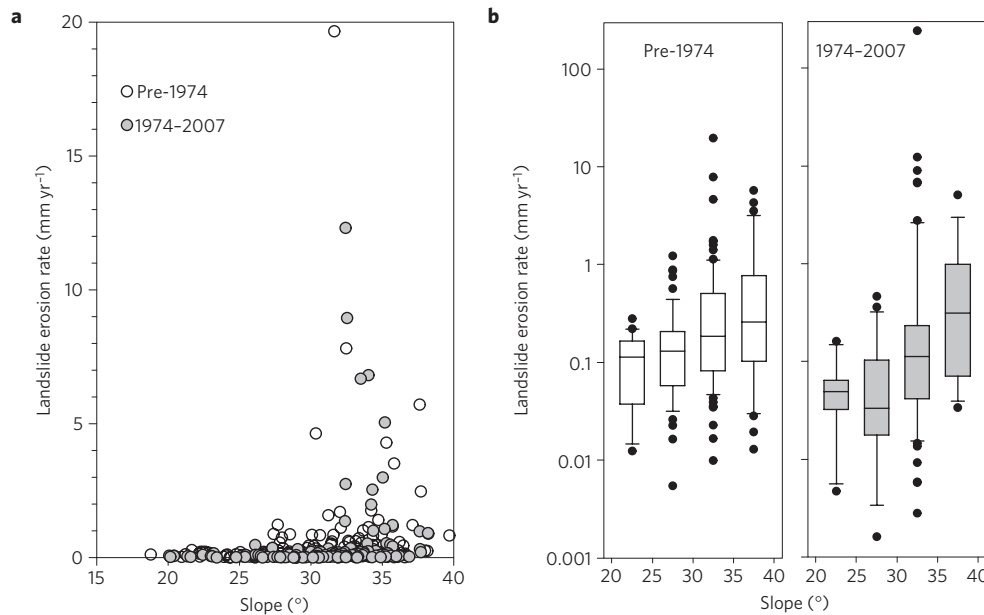 a
20
15
10
5
0
Landslide erosion rate (mm yr⁻¹)
Pre-1974
1974–2007
15 20 25 30 35 40
Slope (°)
b
100
10
1
0.1
0.01
0.001
Landslide erosion rate (mm yr⁻¹)
Pre-1974
1974–2007
20 25 30 35 40
20 25 30 35 40
Slope (°)